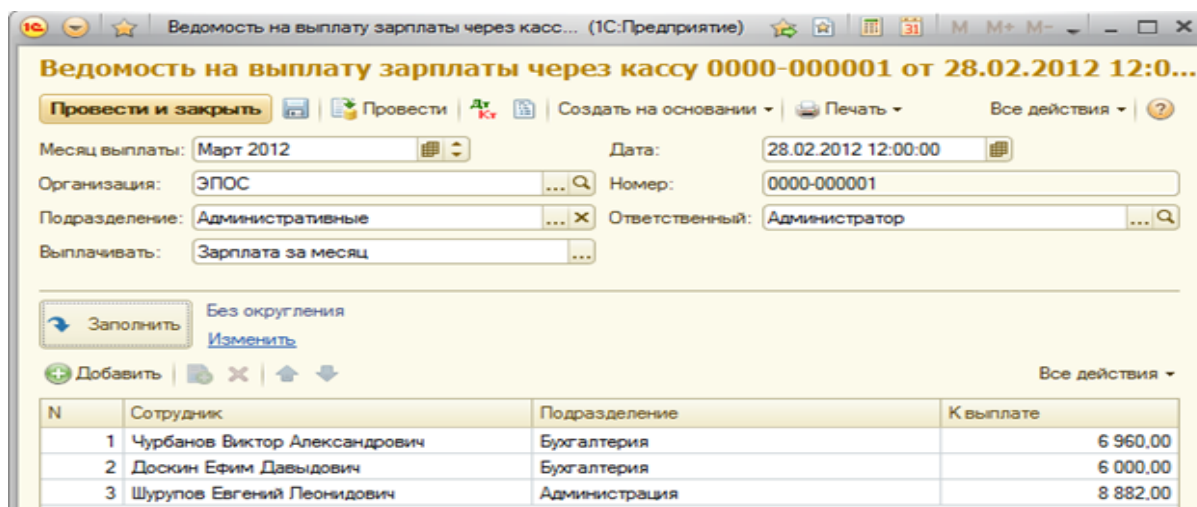 1С Ведомость на выплату зарплаты через касс... (1С:Предприятие) 31 M M+ M-
Ведомость на выплату зарплаты через кассу 0000-000001 от 28.02.2012 12:0...
Провести и закрыть Провести Дт Кт Создать на основании Печать Все действия ?
Месяц выплаты: Март 2012 Дата: 28.02.2012 12:00:00
Организация: ЭПОС ... Номер: 0000-000001
Подразделение: Административные ... Ответственный: Администратор ...
Выплачивать: Зарплата за месяц ...
Без округления
Заполнить
Изменить
Добавить Все действия
N Сотрудник Подразделение К выплате
1 Чурбанов Виктор Александрович Бухгалтерия 6 960,00
2 Доскин Ефим Давыдович Бухгалтерия 6 000,00
3 Шурупов Евгений Леонидович Администрация 8 882,00